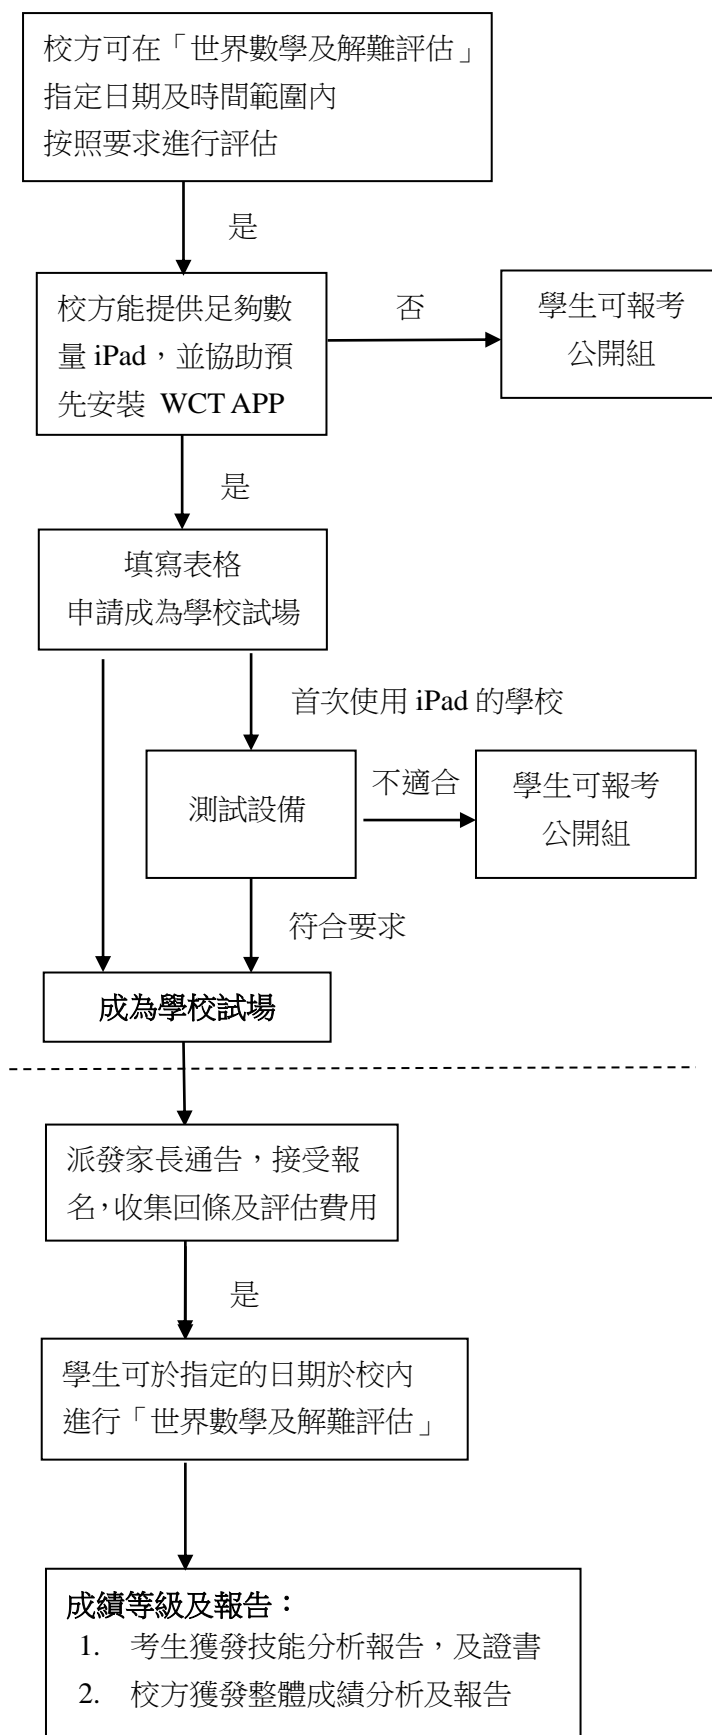 校方可在「世界數學及解難評估」
指定日期及時間範圍內
按照要求進行評估
是
校方能提供足夠數
量 iPad，並協助預
先安裝 WCT APP
否
學生可報考
公開組
是
填寫表格
申請成為學校試場
首次使用 iPad 的學校
測試設備
不適合
學生可報考
公開組
符合要求
成為學校試場
派發家長通告，接受報
名，收集回條及評估費用
是
學生可於指定的日期於校內
進行「世界數學及解難評估」
成績等級及報告：
1. 考生獲發技能分析報告，及證書
2. 校方獲發整體成績分析及報告